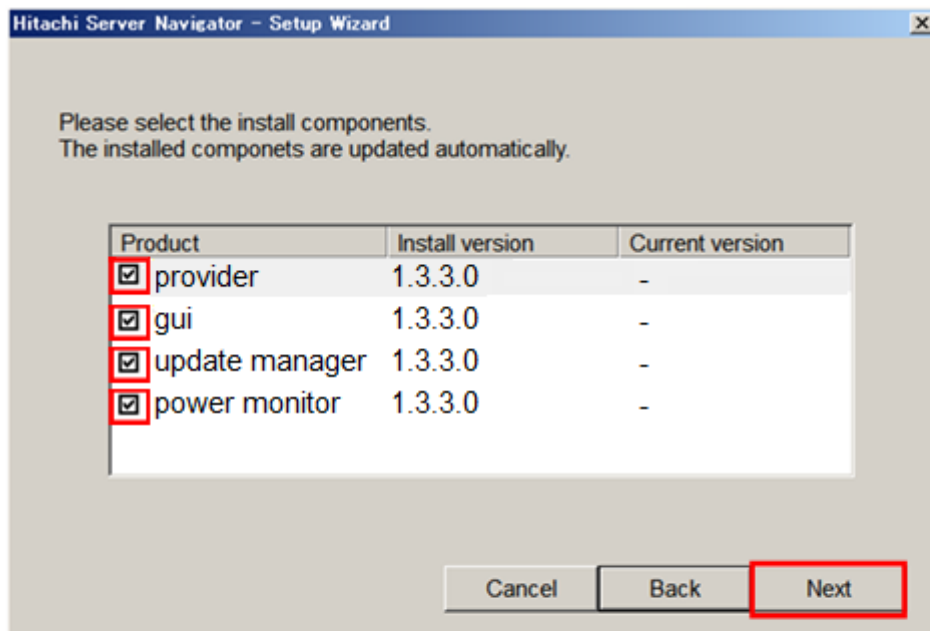 Hitachi Server Navigator - Setup Wizard
Please select the install components.
The installed componets are updated automatically.
Product Install version Current version
provider 1.3.3.0 -
gui 1.3.3.0 -
update manager 1.3.3.0 -
power monitor 1.3.3.0 -
Cancel Back Next